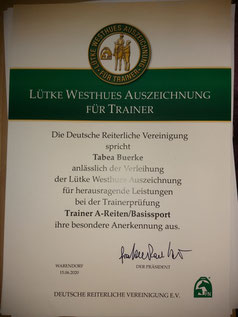 LÜTKE WESTHUES AUSZEICHNUNG
FÜR TRAINER
LÜTKE WESTHUES AUSZEICHNUNG
FÜR TRAINER
Die Deutsche Reiterliche Vereinigung
spricht
Tabea Buerke
anlässlich der Verleihung
der Lütke Westhues Auszeichnung
für herausragende Leistungen
bei der Trainerprüfung
Trainer A-Reiten/Basissport
ihre besondere Anerkennung aus.
WARENDORF
15.06.2020
DER PRÄSIDENT
DEUTSCHE REITERLICHE VEREINIGUNG E.V.